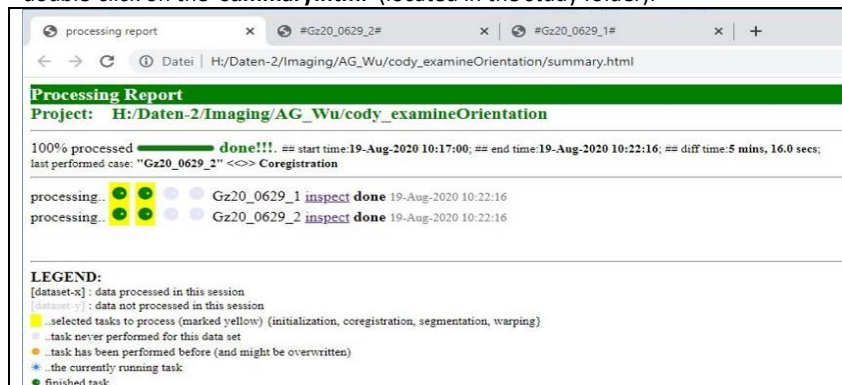 double click on the 'summary.html' (located in the study folder).
processing report × #Gz20_0629_2# × #Gz20_0629_1# × +
Datei | H:/Daten-2/Imaging/AG_Wu/cody_examineOrientation/summary.html
Processing Report
Project: H:/Daten-2/Imaging/AG_Wu/cody_examineOrientation
100% processed done!!!. ## start time:19-Aug-2020 10:17:00; ## end time:19-Aug-2020 10:22:16; ## diff time:5 mins, 16.0 secs;
last performed case: "Gz20_0629_2" <<>> Coregistration
processing.. Gz20_0629_1 inspect done 19-Aug-2020 10:22:16
processing.. Gz20_0629_2 inspect done 19-Aug-2020 10:22:16
LEGEND:
[dataset-x] : data processed in this session
[dataset-y] : data not processed in this session
..selected tasks to process (marked yellow) {initialization, coregistration, segmentation, warping}
..task never performed for this data set
..task has been performed before (and might be overwritten)
..the currently running task
..finished task